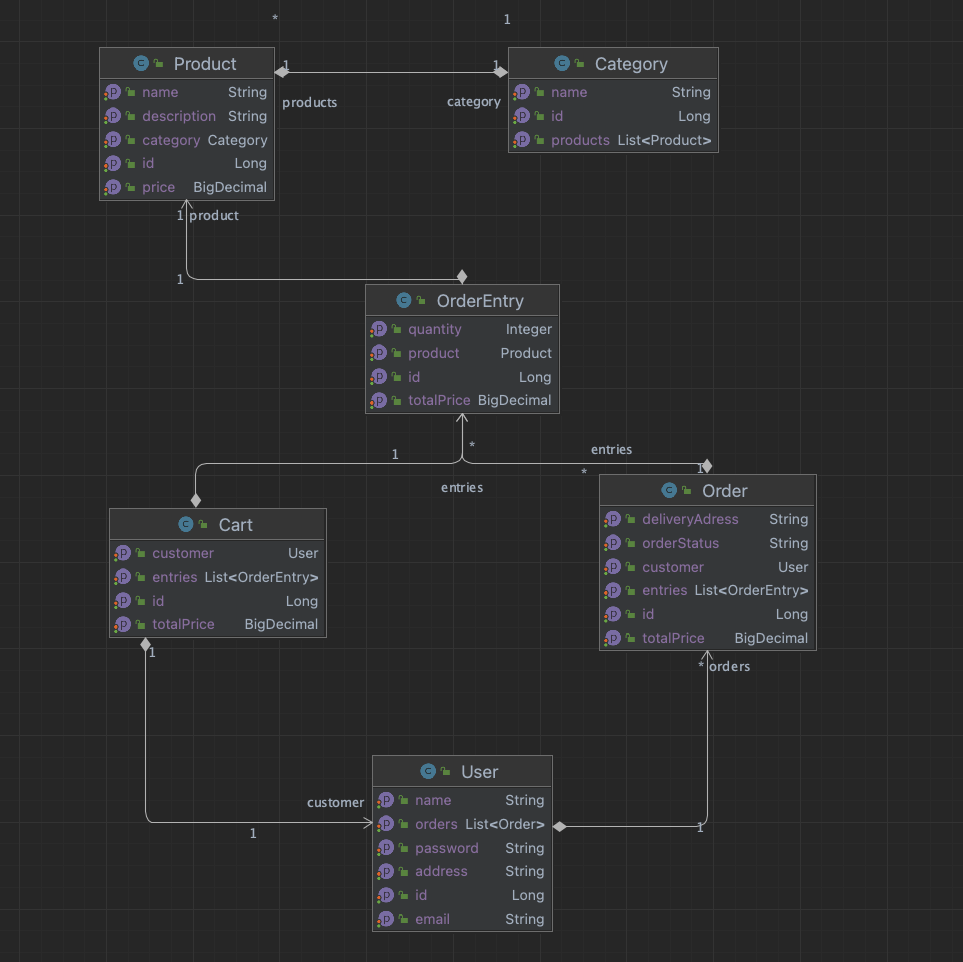 * 1
Product
name String
description String
category Category
id Long
price BigDecimal
1 1
products category
Category
name String
id Long
products List<Product>
1 product
1
OrderEntry
quantity Integer
product Product
id Long
totalPrice BigDecimal
*
1
entries
entries
*
1
Cart
customer User
entries List<OrderEntry>
id Long
totalPrice BigDecimal
1
Order
deliveryAdress String
orderStatus String
customer User
entries List<OrderEntry>
id Long
totalPrice BigDecimal
* orders
customer
1
1
User
name String
orders List<Order>
password String
address String
id Long
email String